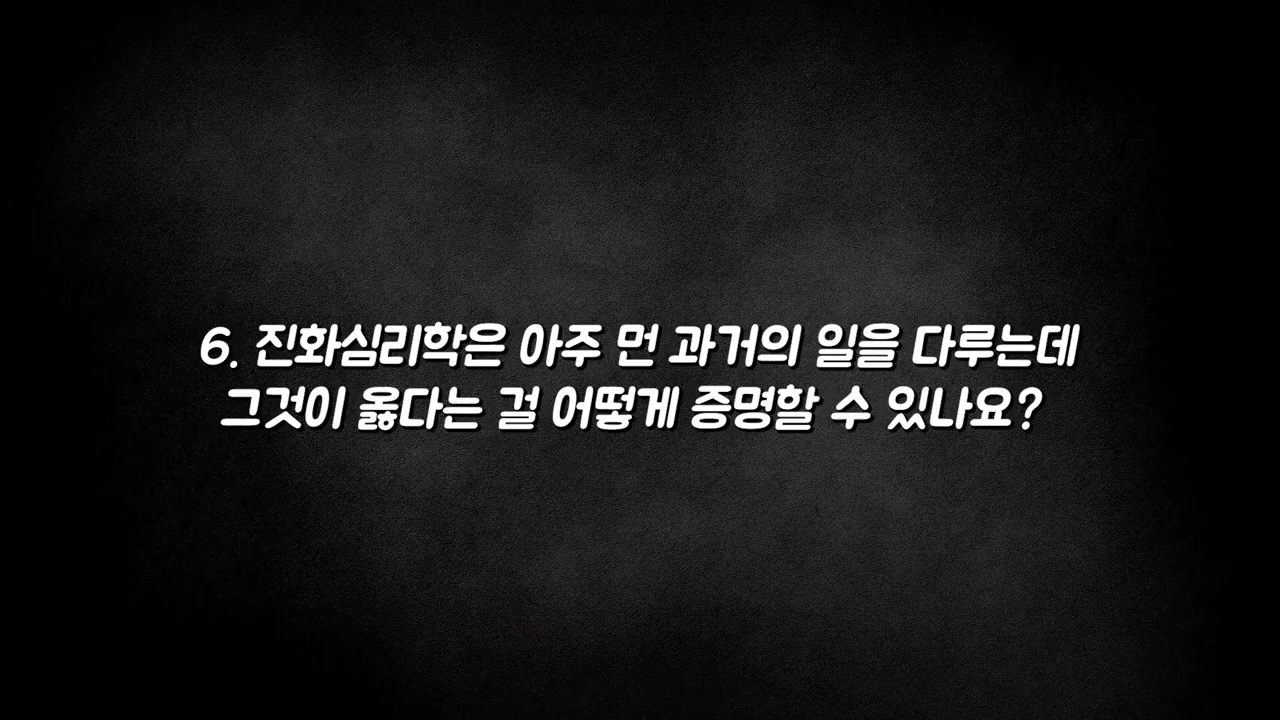 6. 진화심리학은 아주 먼 과거의 일을 다루는데
그것이 옳다는 걸 어떻게 증명할 수 있나요?